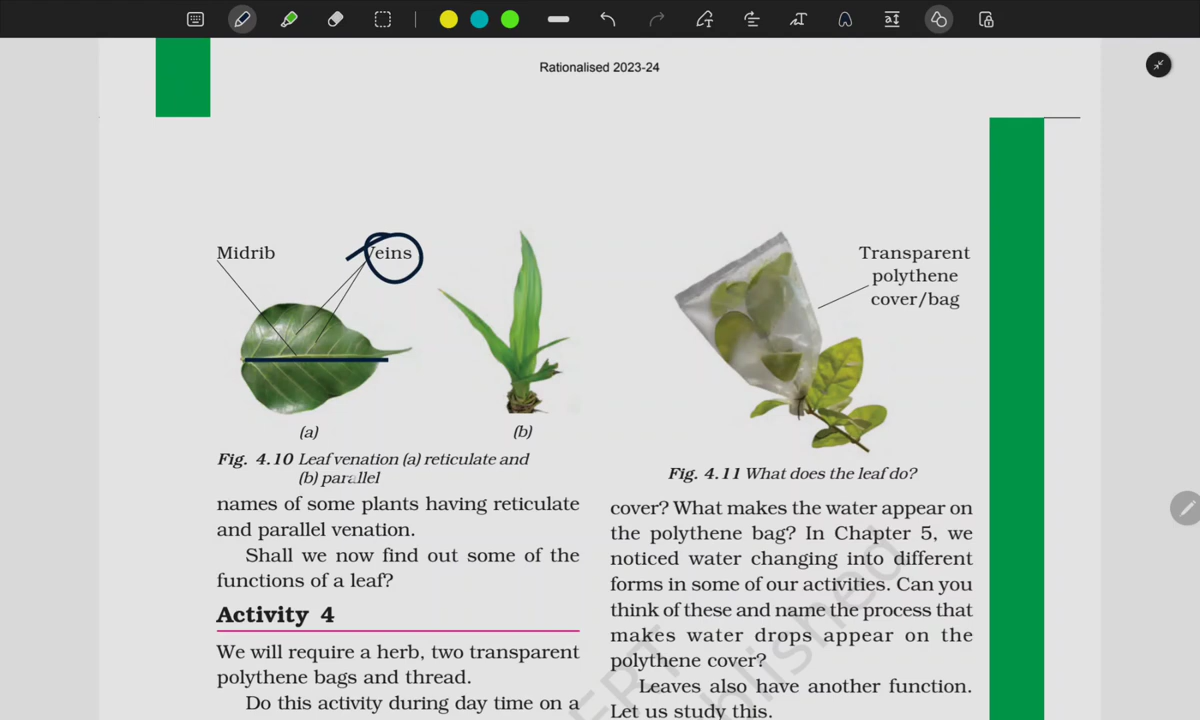 Rationalised 2023-24
Midrib
Veins
(a)
(b)
Fig. 4.10 Leaf venation (a) reticulate and
(b) parallel
names of some plants having reticulate
and parallel venation.
Shall we now find out some of the
functions of a leaf?
Activity 4
We will require a herb, two transparent
polythene bags and thread.
Do this activity during day time on a
Transparent
polythene
cover/bag
Fig. 4.11 What does the leaf do?
cover? What makes the water appear on
the polythene bag? In Chapter 5, we
noticed water changing into different
forms in some of our activities. Can you
think of these and name the process that
makes water drops appear on the
polythene cover?
Leaves also have another function.
Let us study this.